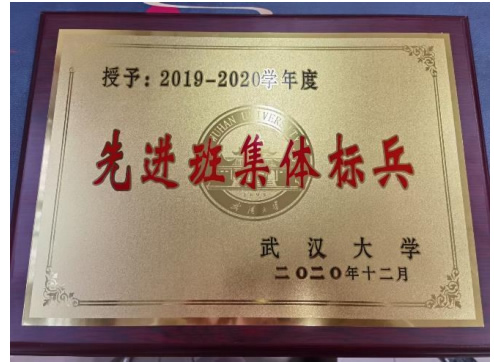 授予：2019-2020学年度
先进班集体标兵
武汉大学
二〇二〇年十二月